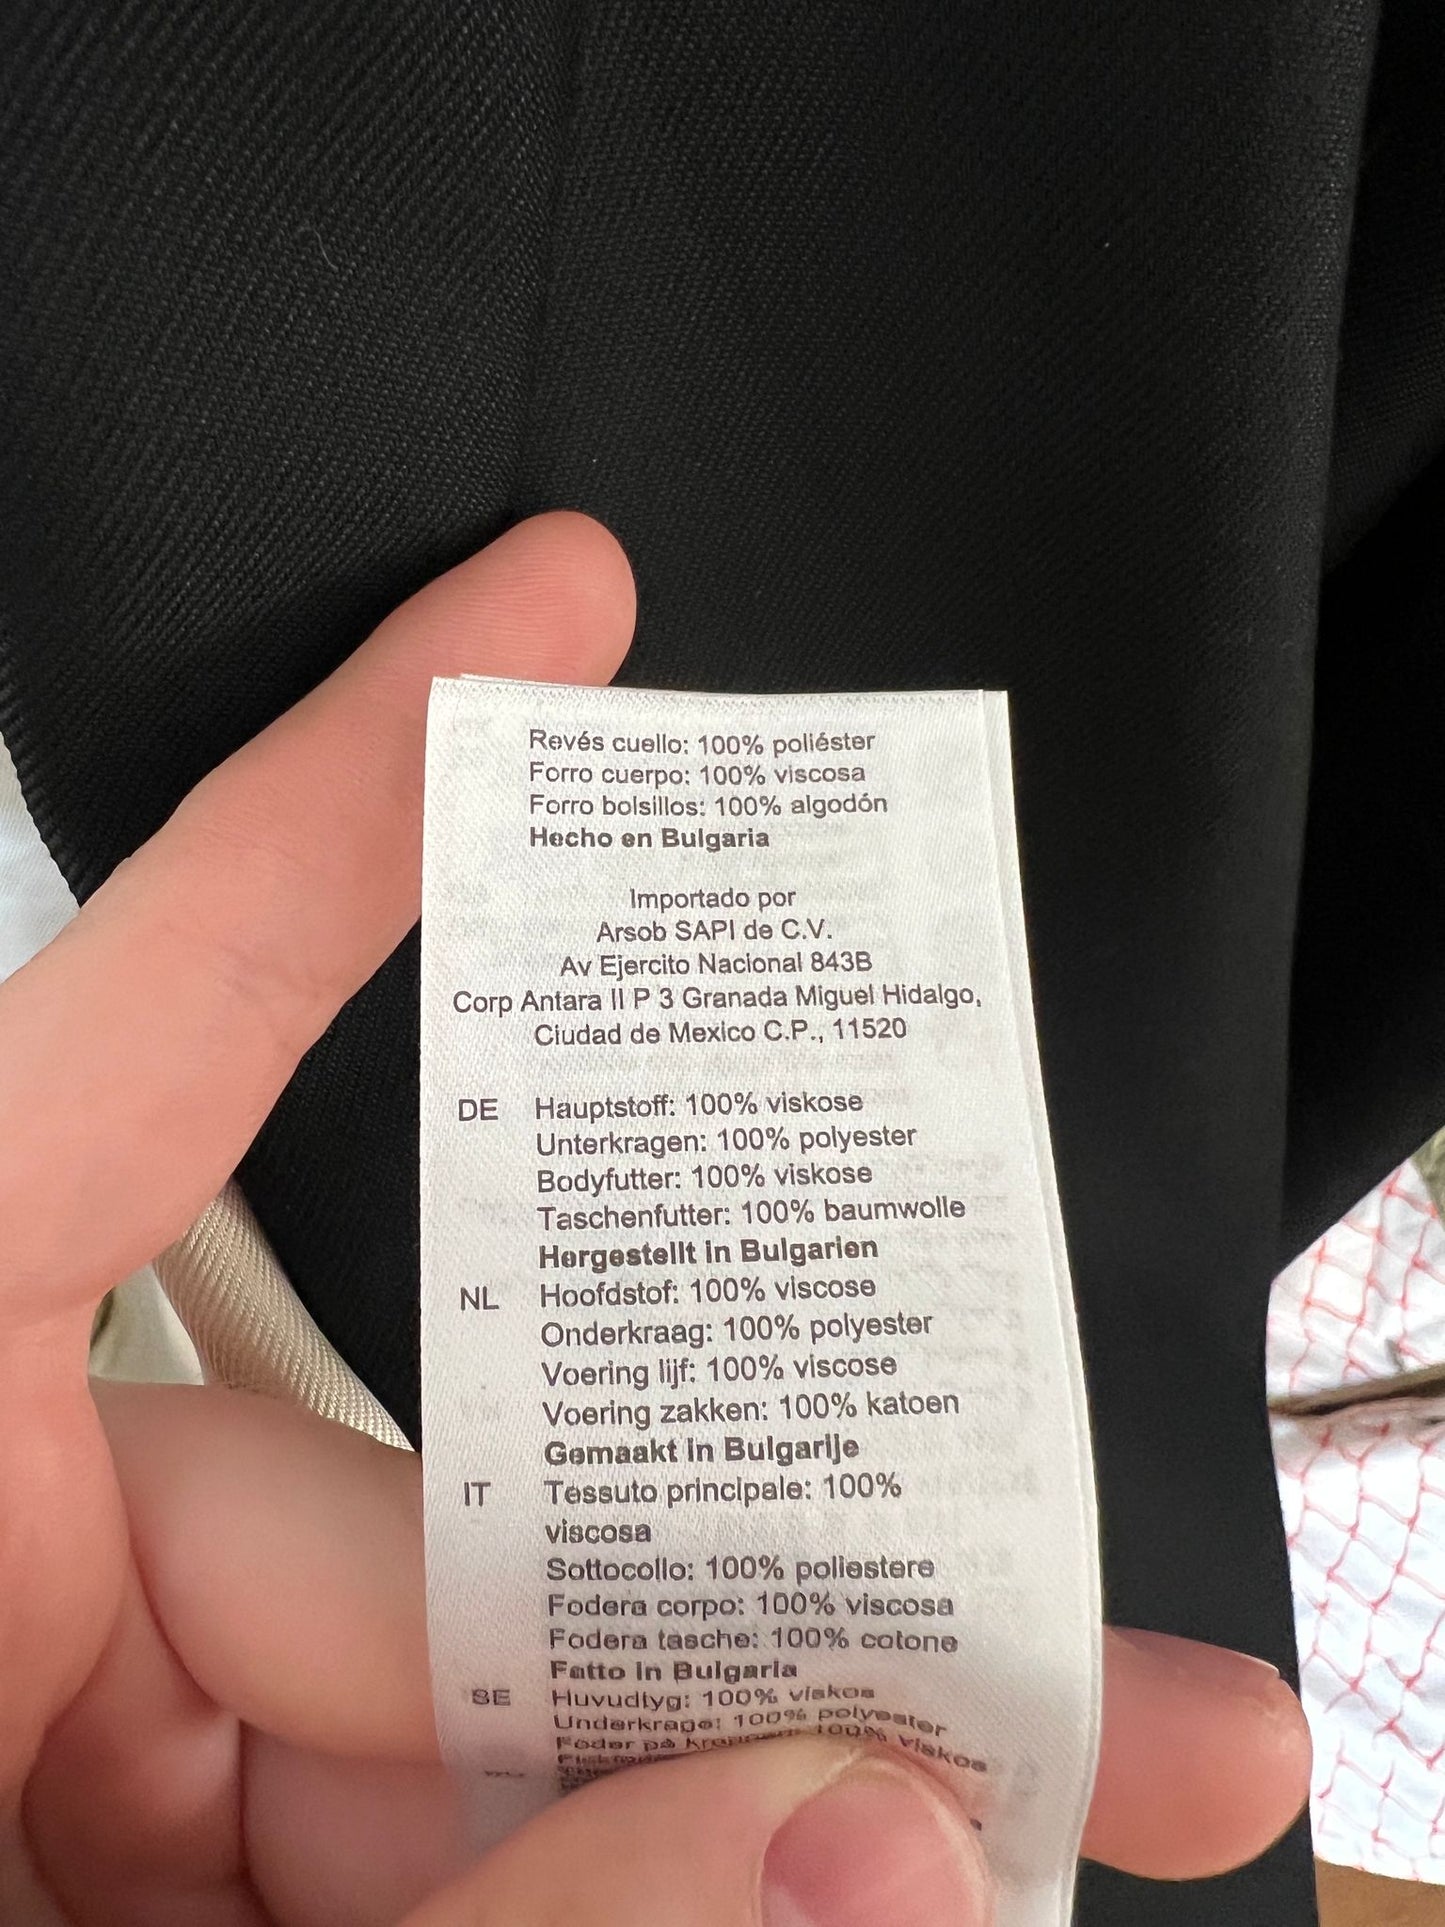 Revés cuello: 100% poliéster
Forro cuerpo: 100% viscosa
Forro bolsillos: 100% algodón
Hecho en Bulgaria
Importado por
Arsob SAPI de C.V.
Av Ejercito Nacional 843B
Corp Antara II P 3 Granada Miguel Hidalgo,
Ciudad de Mexico C.P., 11520
DE Hauptstoff: 100% viskose
Unterkragen: 100% polyester
Bodyfutter: 100% viskose
Taschenfutter: 100% baumwolle
Hergestellt in Bulgarien
NL Hoofdstof: 100% viscose
Onderkraag: 100% polyester
Voering lijf: 100% viscose
Voering zakken: 100% katoen
Gemaakt in Bulgarije
IT Tessuto principale: 100%
viscosa
Sottocollo: 100% poliestere
Fodera corpo: 100% viscosa
Fodera tasche: 100% cotone
Fatto in Bulgaria
SE Huvudtyg: 100% viskos
Underkrage: 100% polyester
Foder på Kroppen: 100% viskos